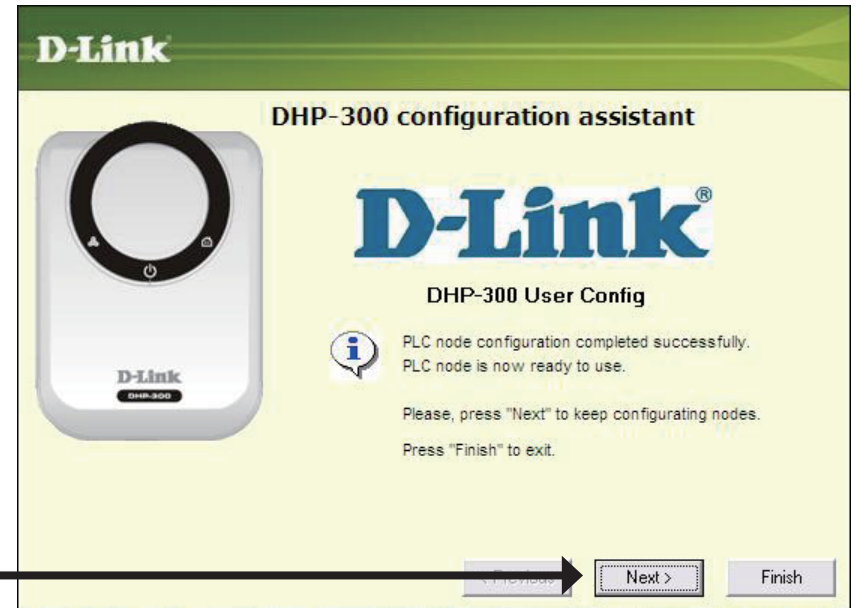 D-Link
DHP-300 configuration assistant
D-Link®
DHP-300 User Config
PLC node configuration completed successfully.
PLC node is now ready to use.
Please, press "Next" to keep configurating nodes.
Press "Finish" to exit.
D-Link
DHP-300
< Previous
Next >
Finish